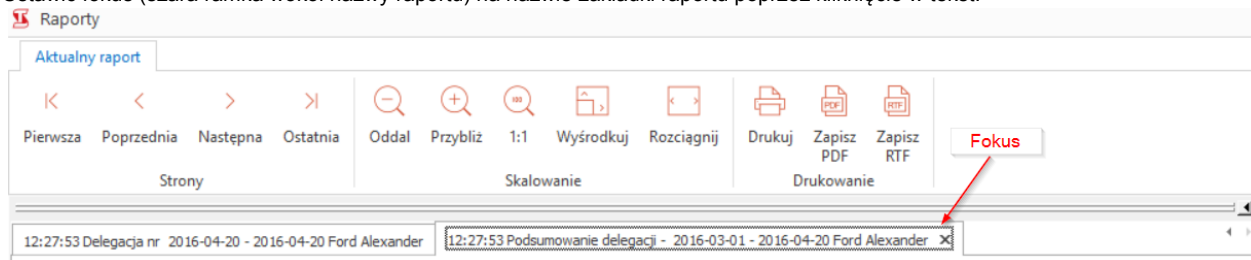 Ustawić fokus (szara ramka wokół nazwy raportu) na nazwie zakładki raportu poprzez kliknięcie w tekst.
Raporty
Aktualny raport
Pierwsza Poprzednia Następna Ostatnia Oddal Przybliż 100 1:1 Wyśrodkuj Rozciągnij Drukuj PDF Zapisz PDF RTF Zapisz RTF
Fokus
Strony Skalowanie Drukowanie
12:27:53 Delegacja nr 2016-04-20 - 2016-04-20 Ford Alexander 12:27:53 Podsumowanie delegacji - 2016-03-01 - 2016-04-20 Ford Alexander